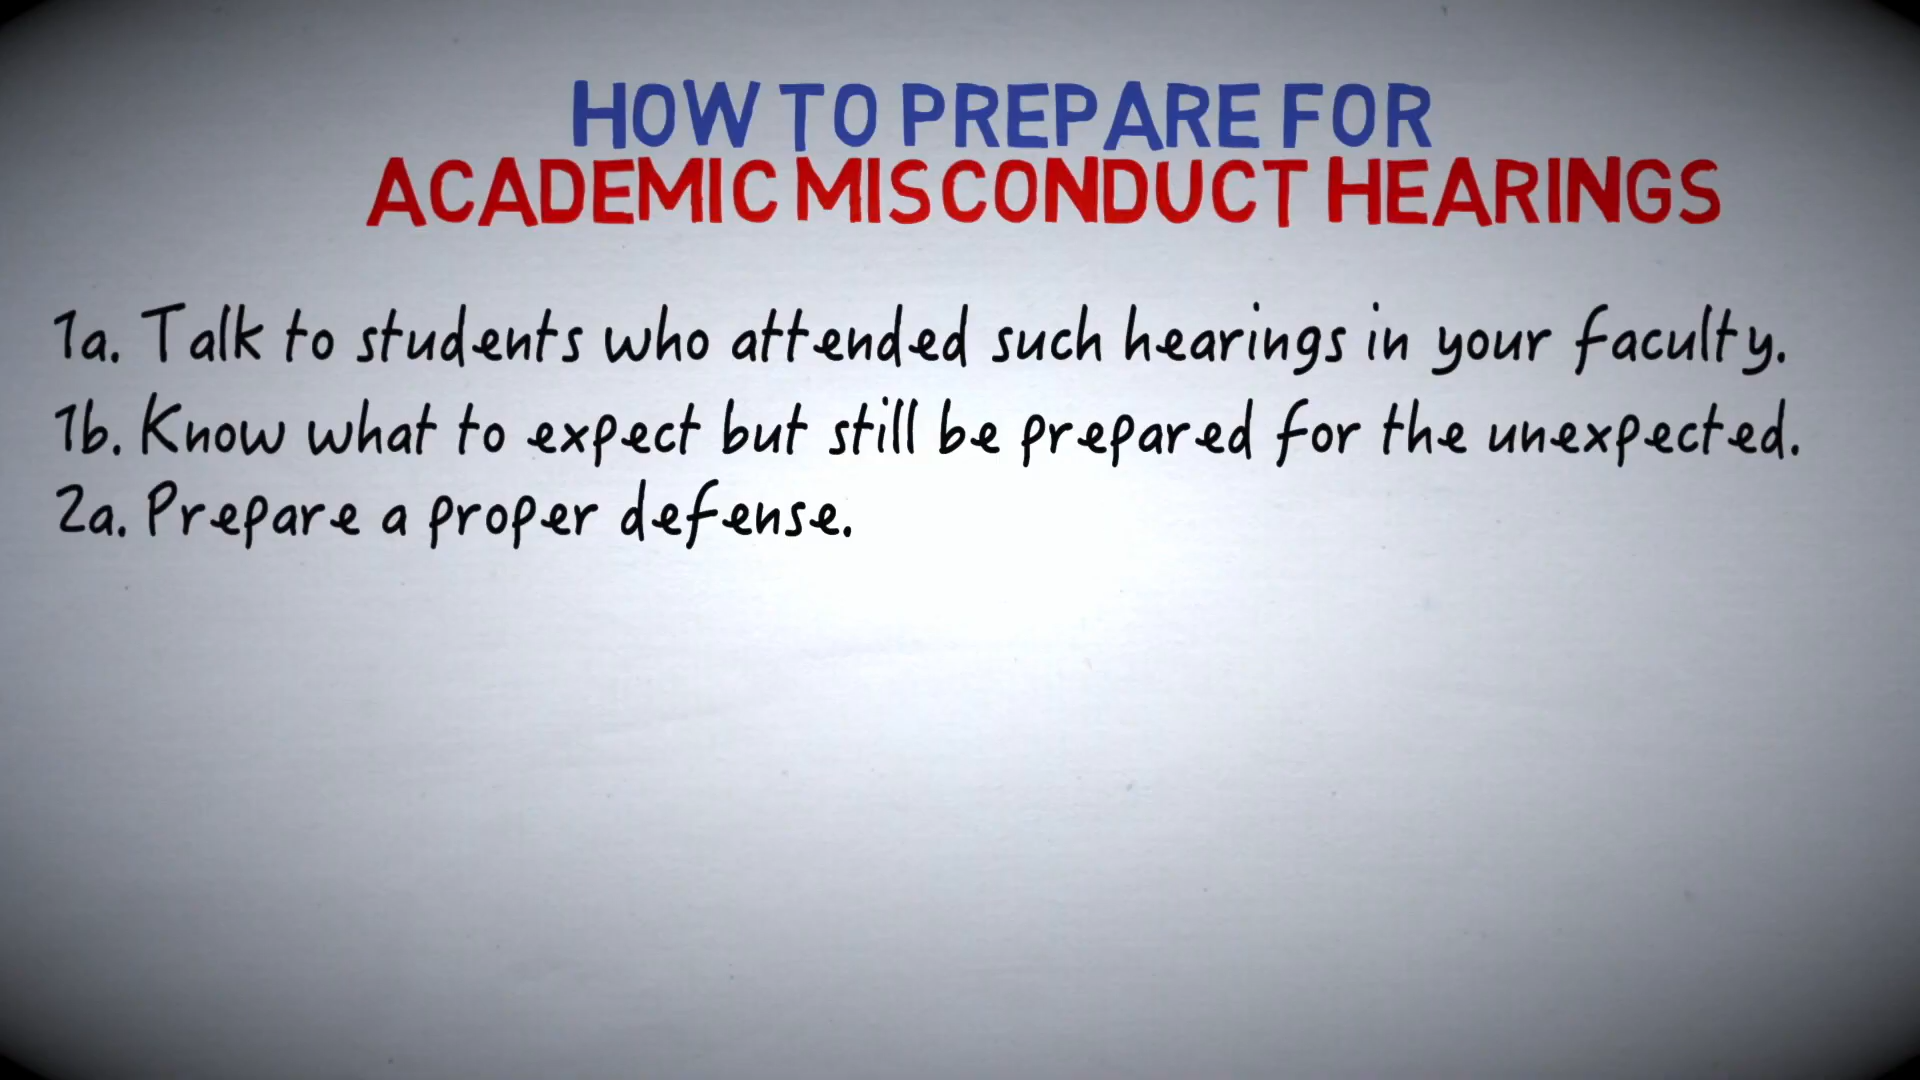 HOW TO PREPARE FOR
ACADEMIC MISCONDUCT HEARINGS
1a. Talk to students who attended such hearings in your faculty.
1b. Know what to expect but still be prepared for the unexpected.
2a. Prepare a proper defense.